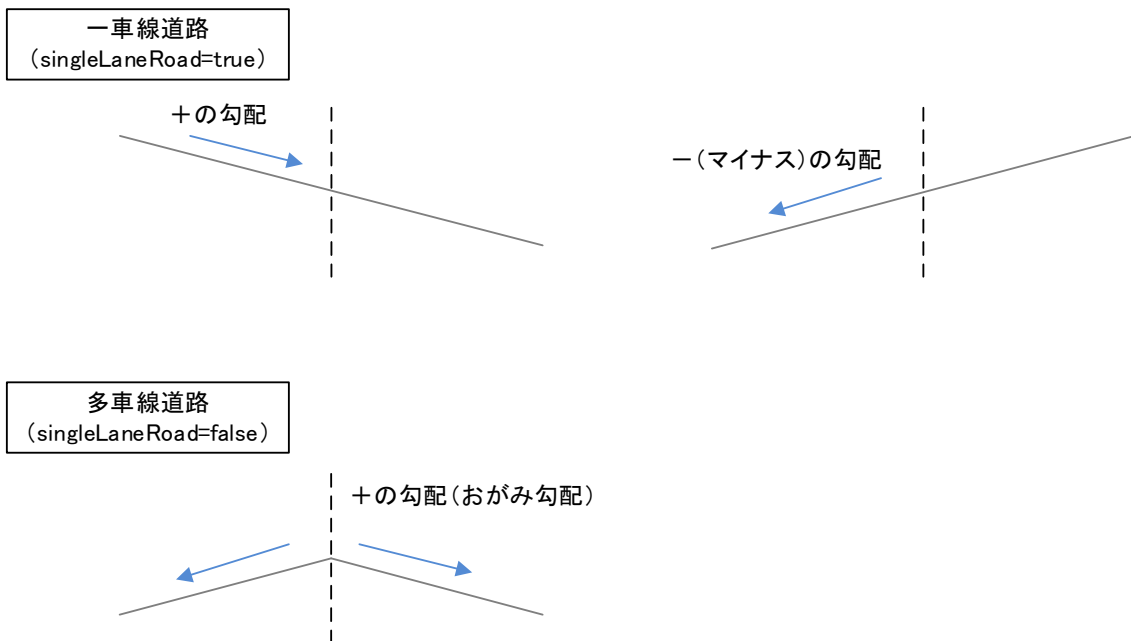 一車線道路
（singleLaneRoad=true）
＋の勾配
－（マイナス）の勾配
多車線道路
（singleLaneRoad=false）
＋の勾配（おがみ勾配）